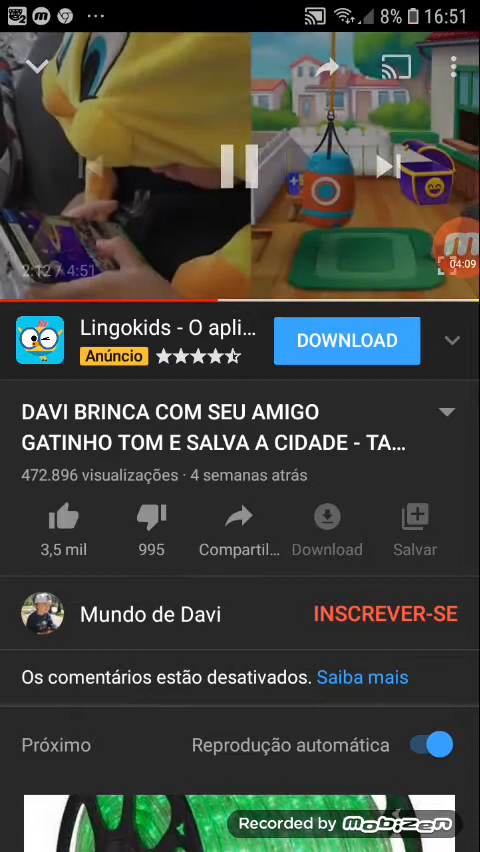 8% 16:51
2:12 / 4:51
04:09
Lingokids - O apli...
DOWNLOAD
Anúncio
DAVI BRINCA COM SEU AMIGO
GATINHO TOM E SALVA A CIDADE - TA...
472.896 visualizações · 4 semanas atrás
3,5 mil
995
Compartil...
Download
Salvar
Mundo de Davi
INSCREVER-SE
Os comentários estão desativados. Saiba mais
Próximo
Reprodução automática
Recorded by Mobizen